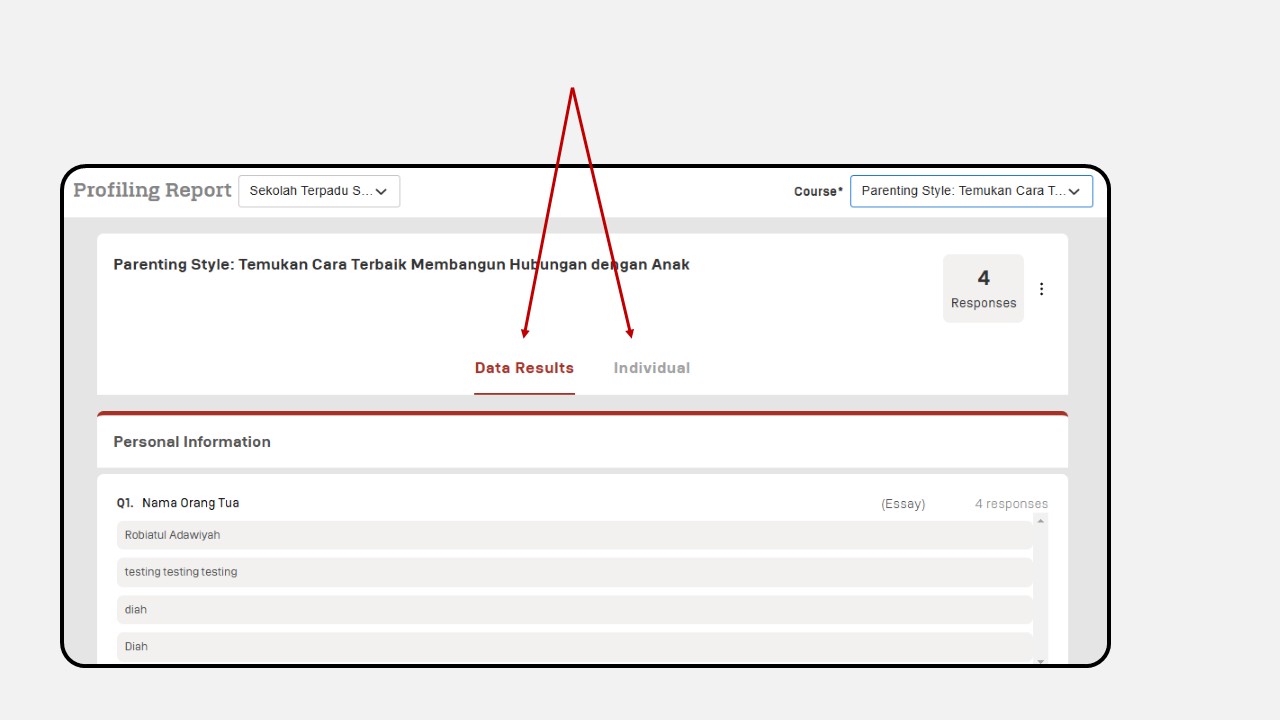 Profiling Report
Sekolah Terpadu S...
Course*
Parenting Style: Temukan Cara T...
Parenting Style: Temukan Cara Terbaik Membangun Hubungan dengan Anak
4
Responses
Data Results
Individual
Personal Information
Q1. Nama Orang Tua
(Essay)
4 responses
Robiatul Adawiyah
testing testing testing
diah
Diah